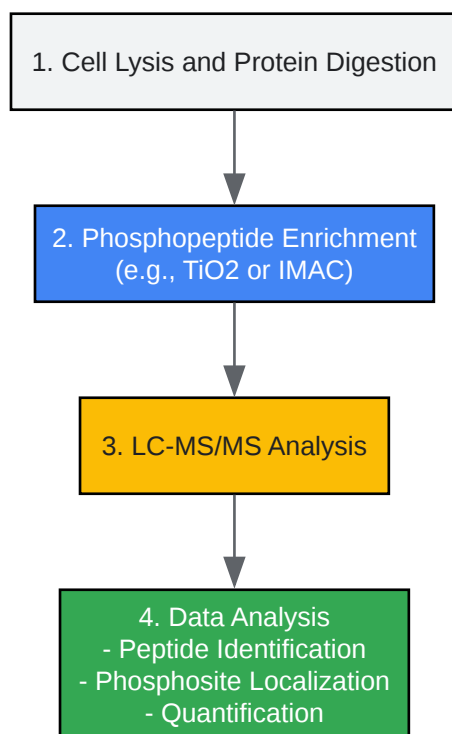 1. Cell Lysis and Protein Digestion
2. Phosphopeptide Enrichment
(e.g., TiO2 or IMAC)
3. LC-MS/MS Analysis
4. Data Analysis
- Peptide Identification
- Phosphosite Localization
- Quantification